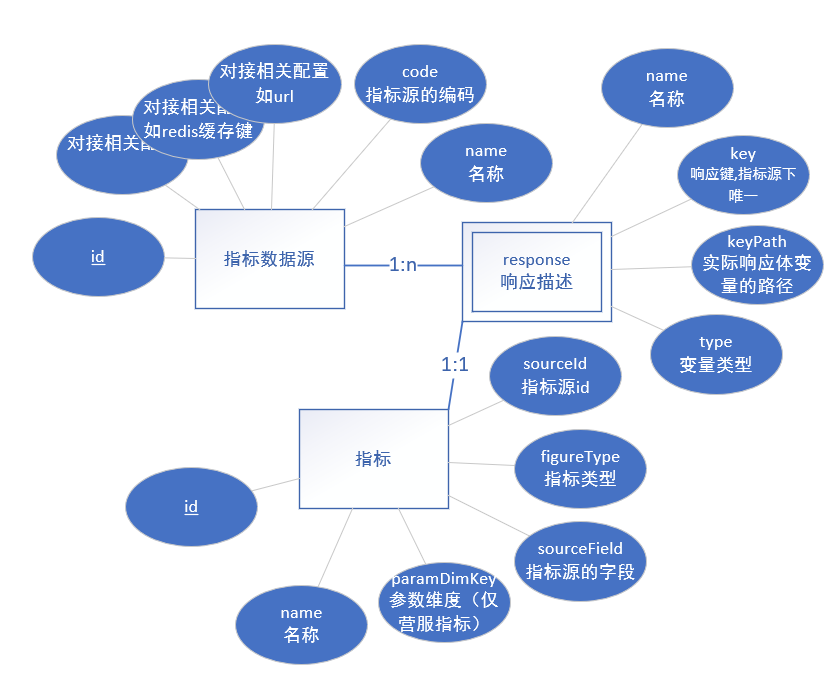 对接相关配置
如url
对接相关配
如redis缓存键
对接相关配
code
指标源的编码
name
名称
id
指标数据源
1:n
name
名称
key
响应键,指标源下
唯一
keyPath
实际响应体变
量的路径
type
变量类型
response
响应描述
1:1
sourceId
指标源id
指标
figureType
指标类型
id
sourceField
指标源的字段
paramDimKey
参数维度（仅
营服指标）
name
名称